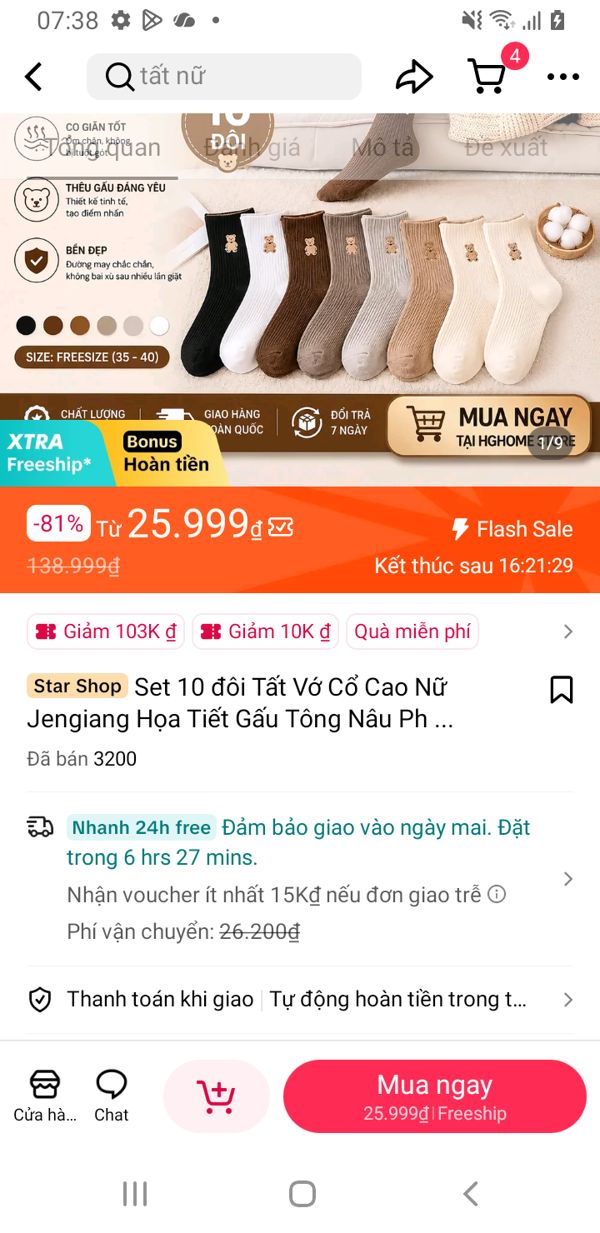 07:38
tất nữ
4
CO GIÃN TỐT
10
ĐÔI
Tổng quan
Đánh giá
Mô tả
Đề xuất
THÊU GẤU ĐÁNG YÊU
Thiết kế tinh tế,
tạo điểm nhấn
BỀN ĐẸP
Đường may chắc chắn,
không bai xù sau nhiều lần giặt
SIZE: FREESIZE (35 - 40)
CHẤT LƯỢNG
GIAO HÀNG
TOÀN QUỐC
ĐỔI TRẢ
7 NGÀY
MUA NGAY
TẠI HGHOME STORE
1/9
XTRA
Freeship*
Bonus
Hoàn tiền
-81% Từ 25.999₫
Flash Sale
138.999₫
Kết thúc sau 16:21:29
Giảm 103K ₫
Giảm 10K ₫
Quà miễn phí
Star Shop Set 10 đôi Tất Vớ Cổ Cao Nữ
Jengiang Họa Tiết Gấu Tông Nâu Ph ...
Đã bán 3200
Nhanh 24h free Đảm bảo giao vào ngày mai. Đặt
trong 6 hrs 27 mins.
Nhận voucher ít nhất 15K₫ nếu đơn giao trễ
Phí vận chuyển: 26.200₫
Thanh toán khi giao | Tự động hoàn tiền trong t...
Cửa hà...
Chat
Mua ngay
25.999₫ | Freeship